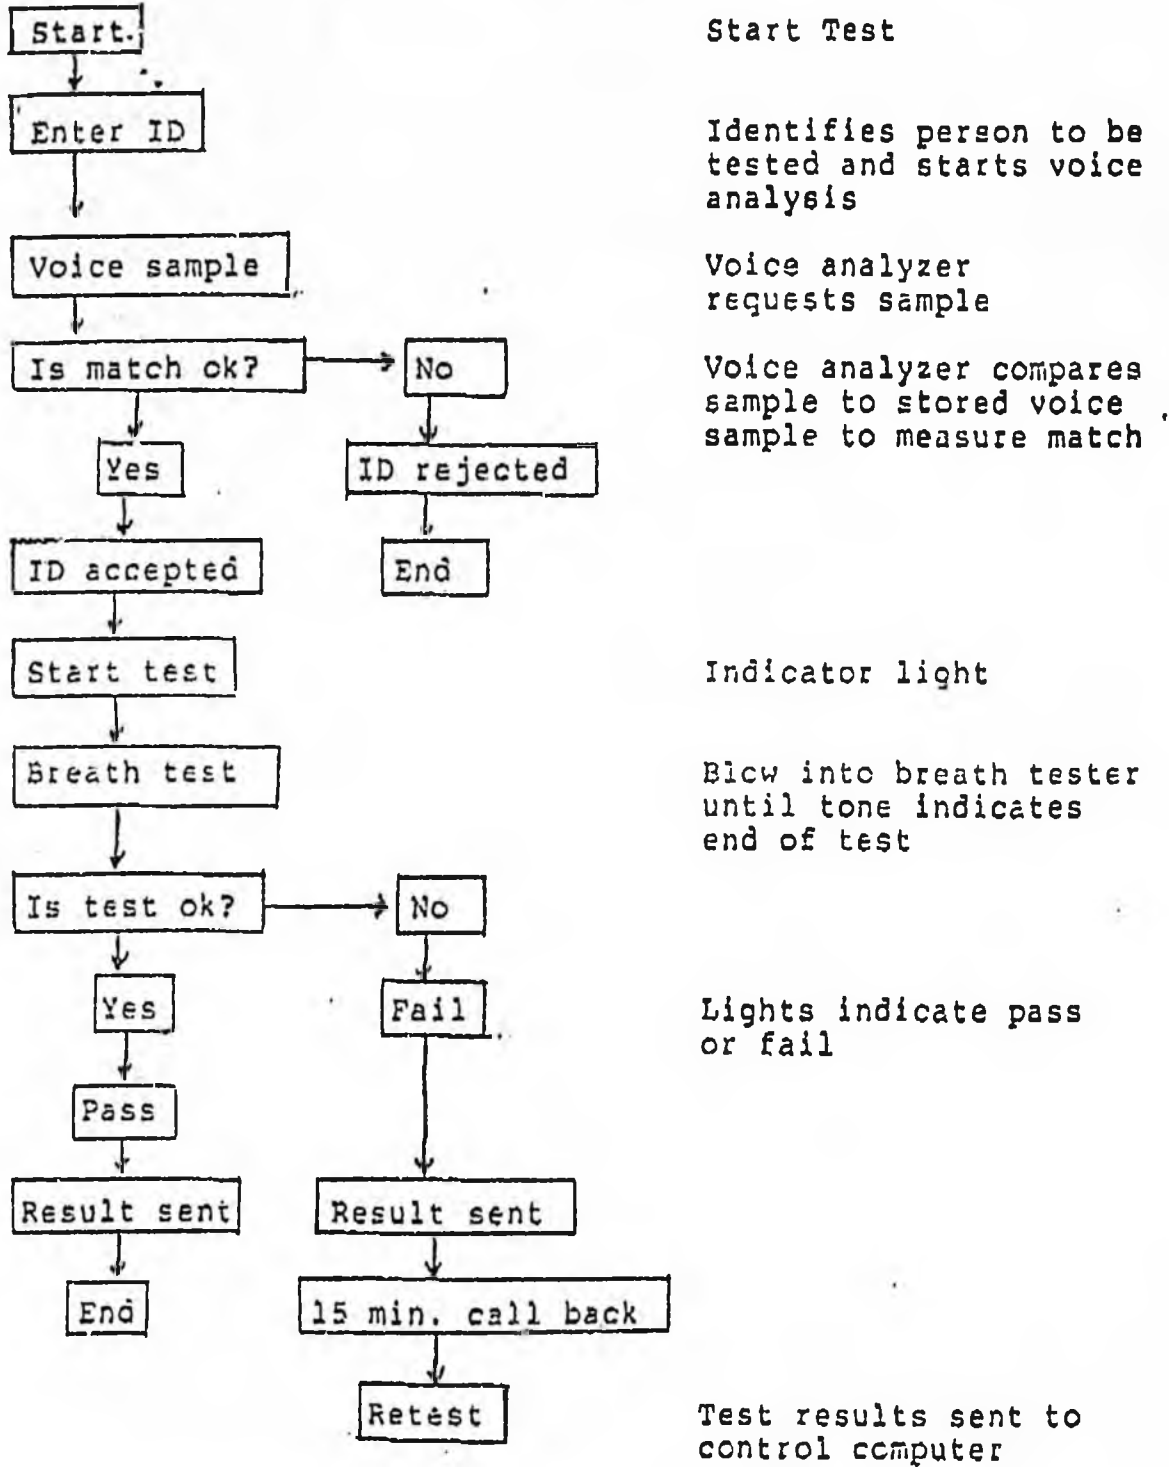 Start.
Start Test
Enter ID
Identifies person to be
tested and starts voice
analysis
Voice sample
Voice analyzer
requests sample
Is match ok?
No
Voice analyzer compares
sample to stored voice
sample to measure match
Yes
ID rejected
ID accepted
End
Start test
Indicator light
Breath test
Blow into breath tester
until tone indicates
end of test
Is test ok?
No
Yes
Fail
Lights indicate pass
or fail
Pass
Result sent
Result sent
End
15 min. call back
Retest
Test results sent to
control computer